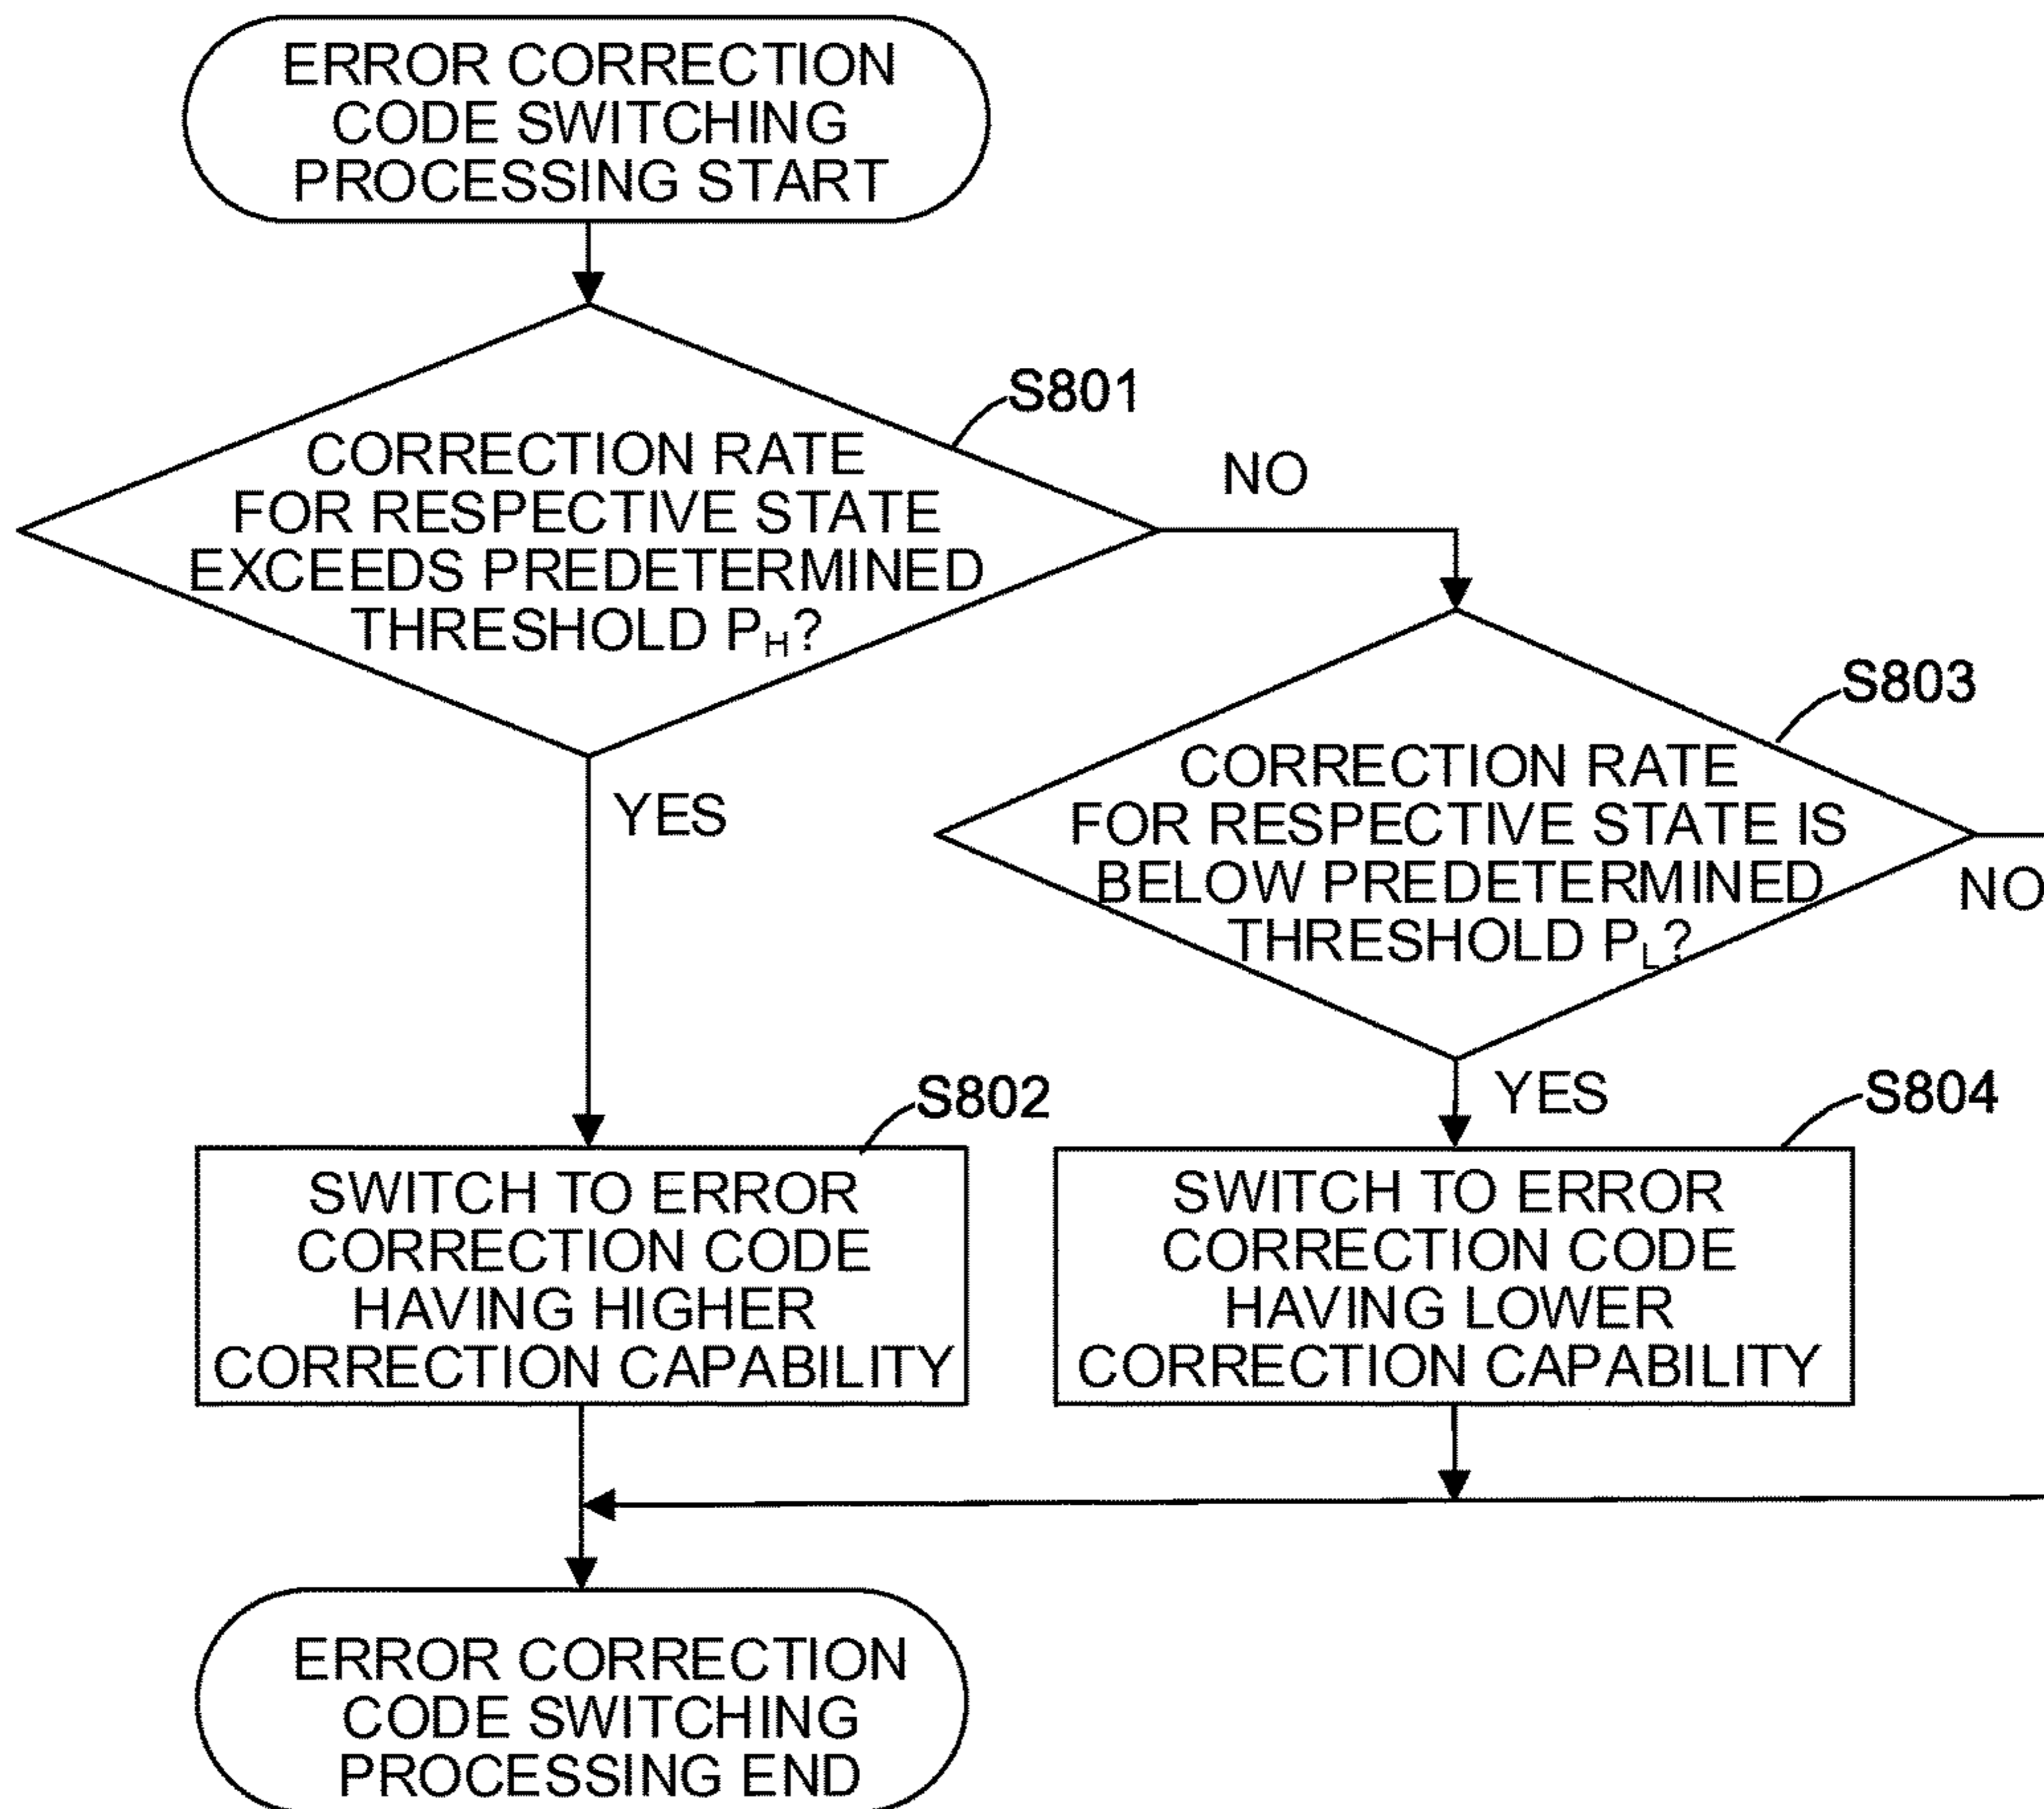 ERROR CORRECTION
CODE SWITCHING
PROCESSING START
S801
CORRECTION RATE
FOR RESPECTIVE STATE
EXCEEDS PREDETERMINED
THRESHOLD P_H?
NO
YES
S803
CORRECTION RATE
FOR RESPECTIVE STATE IS
BELOW PREDETERMINED
THRESHOLD P_L?
NO
YES
S802
SWITCH TO ERROR
CORRECTION CODE
HAVING HIGHER
CORRECTION CAPABILITY
S804
SWITCH TO ERROR
CORRECTION CODE
HAVING LOWER
CORRECTION CAPABILITY
ERROR CORRECTION
CODE SWITCHING
PROCESSING END